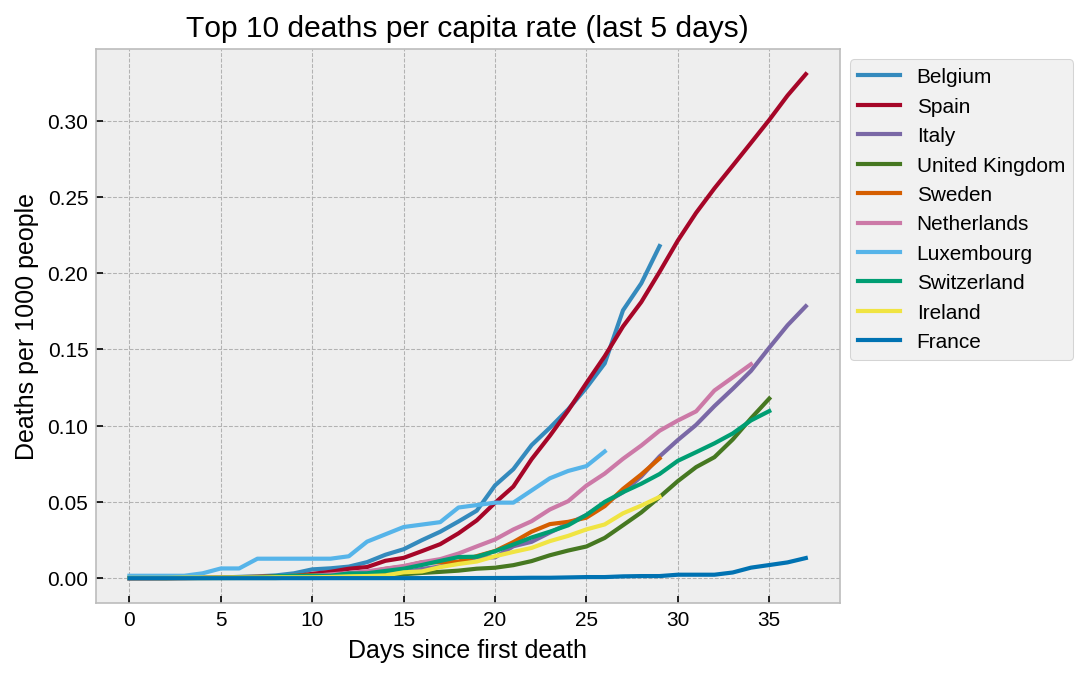 Top 10 deaths per capita rate (last 5 days)
Deaths per 1000 people
0.30
0.25
0.20
0.15
0.10
0.05
0.00
0 5 10 15 20 25 30 35
Days since first death
Belgium
Spain
Italy
United Kingdom
Sweden
Netherlands
Luxembourg
Switzerland
Ireland
France